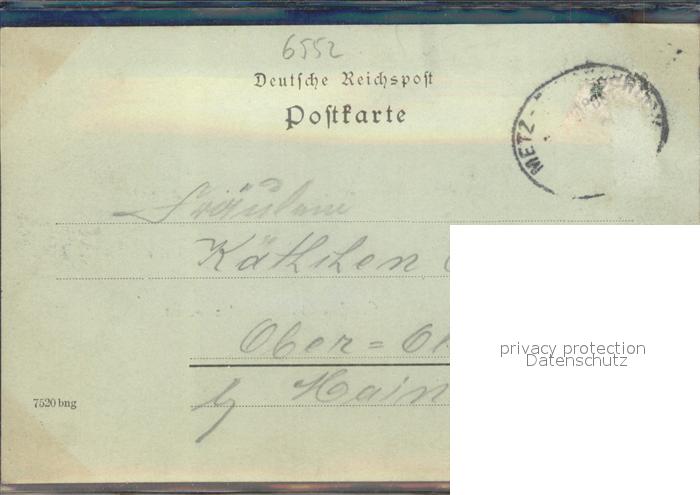 6552
Deutsche Reichspost
Postkarte
METZ
Fräulein
Käthchen
Ober=
Main
7520 bng
privacy protection
Datenschutz